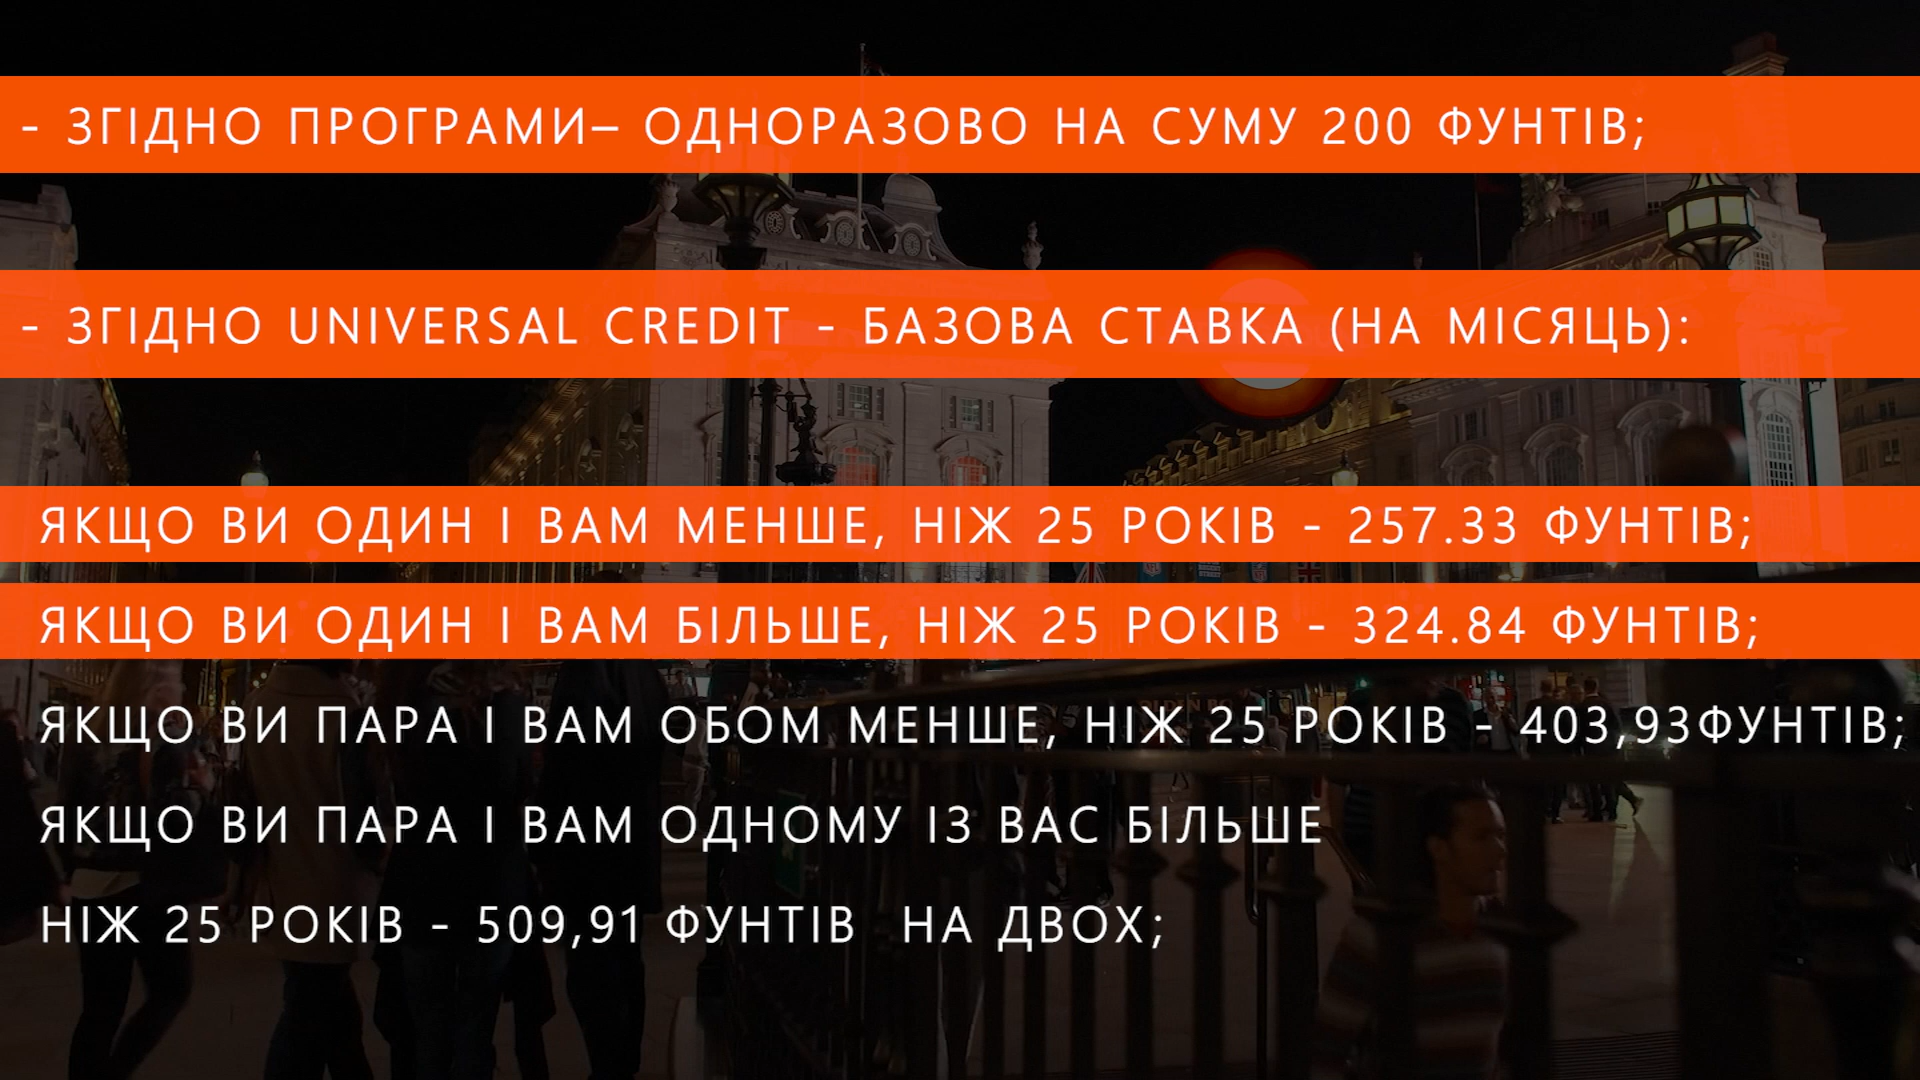 - ЗГІДНО ПРОГРАМИ– ОДНОРАЗОВО НА СУМУ 200 ФУНТІВ;
- ЗГІДНО UNIVERSAL CREDIT - БАЗОВА СТАВКА (НА МІСЯЦЬ):
ЯКЩО ВИ ОДИН І ВАМ МЕНШЕ, НІЖ 25 РОКІВ - 257.33 ФУНТІВ;
ЯКЩО ВИ ОДИН І ВАМ БІЛЬШЕ, НІЖ 25 РОКІВ - 324.84 ФУНТІВ;
ЯКЩО ВИ ПАРА І ВАМ ОБОМ МЕНШЕ, НІЖ 25 РОКІВ - 403,93ФУНТІВ;
ЯКЩО ВИ ПАРА І ВАМ ОДНОМУ ІЗ ВАС БІЛЬШЕ
НІЖ 25 РОКІВ - 509,91 ФУНТІВ НА ДВОХ;